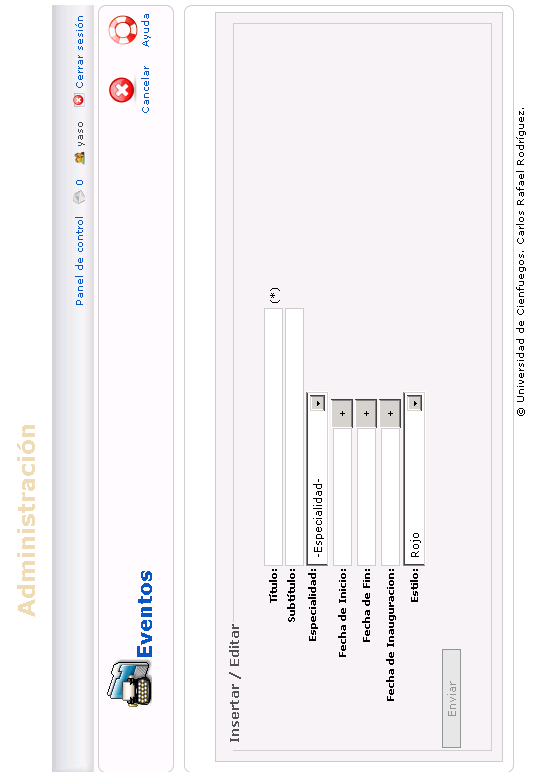 Administración
Panel de control 0 yaso Cerrar sesión
Eventos
Cancelar
Ayuda
Insertar / Editar
Título: (*)
Subtítulo:
Especialidad: -Especialidad-
Fecha de Inicio: +
Fecha de Fin: +
Fecha de Inauguracion: +
Estilo: Rojo
Enviar
© Universidad de Cienfuegos. Carlos Rafael Rodríguez.